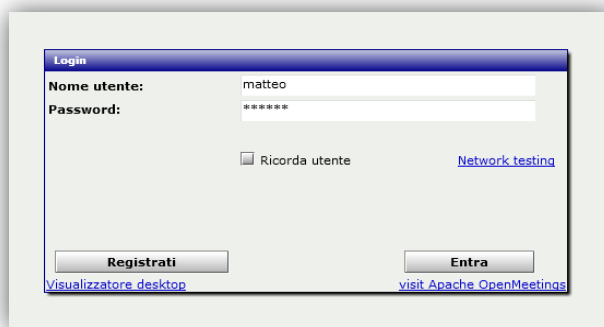 Login
Nome utente: matteo
Password: ******
Ricorda utente Network testing
Registrati Entra
Visualizzatore desktop visit Apache OpenMeetings